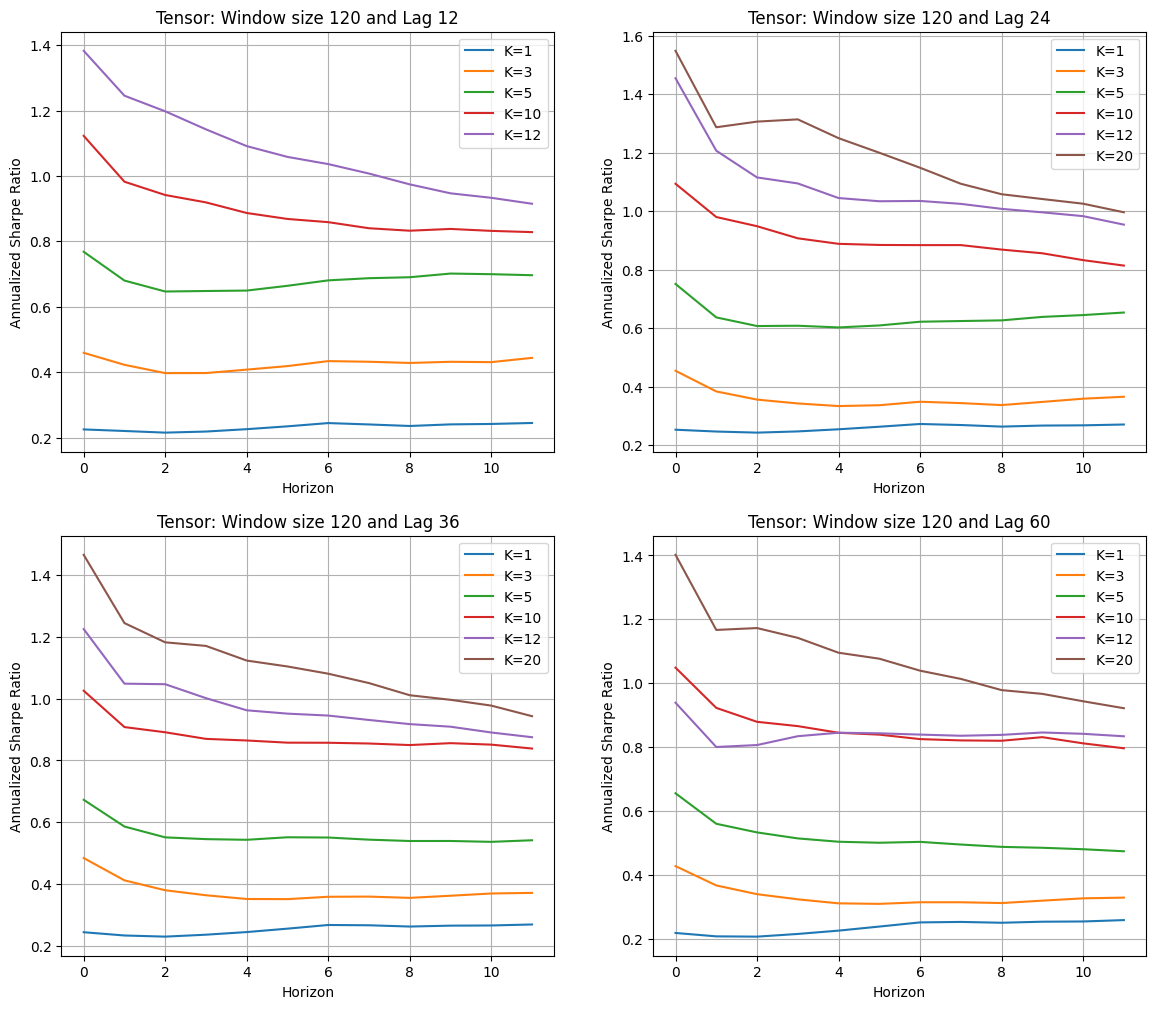 Tensor: Window size 120 and Lag 12
Annualized Sharpe Ratio
1.4
1.2
1.0
0.8
0.6
0.4
0.2
K=1
K=3
K=5
K=10
K=12
0 2 4 6 8 10
Horizon
Tensor: Window size 120 and Lag 24
Annualized Sharpe Ratio
1.6
1.4
1.2
1.0
0.8
0.6
0.4
0.2
K=1
K=3
K=5
K=10
K=12
K=20
0 2 4 6 8 10
Horizon
Tensor: Window size 120 and Lag 36
Annualized Sharpe Ratio
1.4
1.2
1.0
0.8
0.6
0.4
0.2
K=1
K=3
K=5
K=10
K=12
K=20
0 2 4 6 8 10
Horizon
Tensor: Window size 120 and Lag 60
Annualized Sharpe Ratio
1.4
1.2
1.0
0.8
0.6
0.4
0.2
K=1
K=3
K=5
K=10
K=12
K=20
0 2 4 6 8 10
Horizon